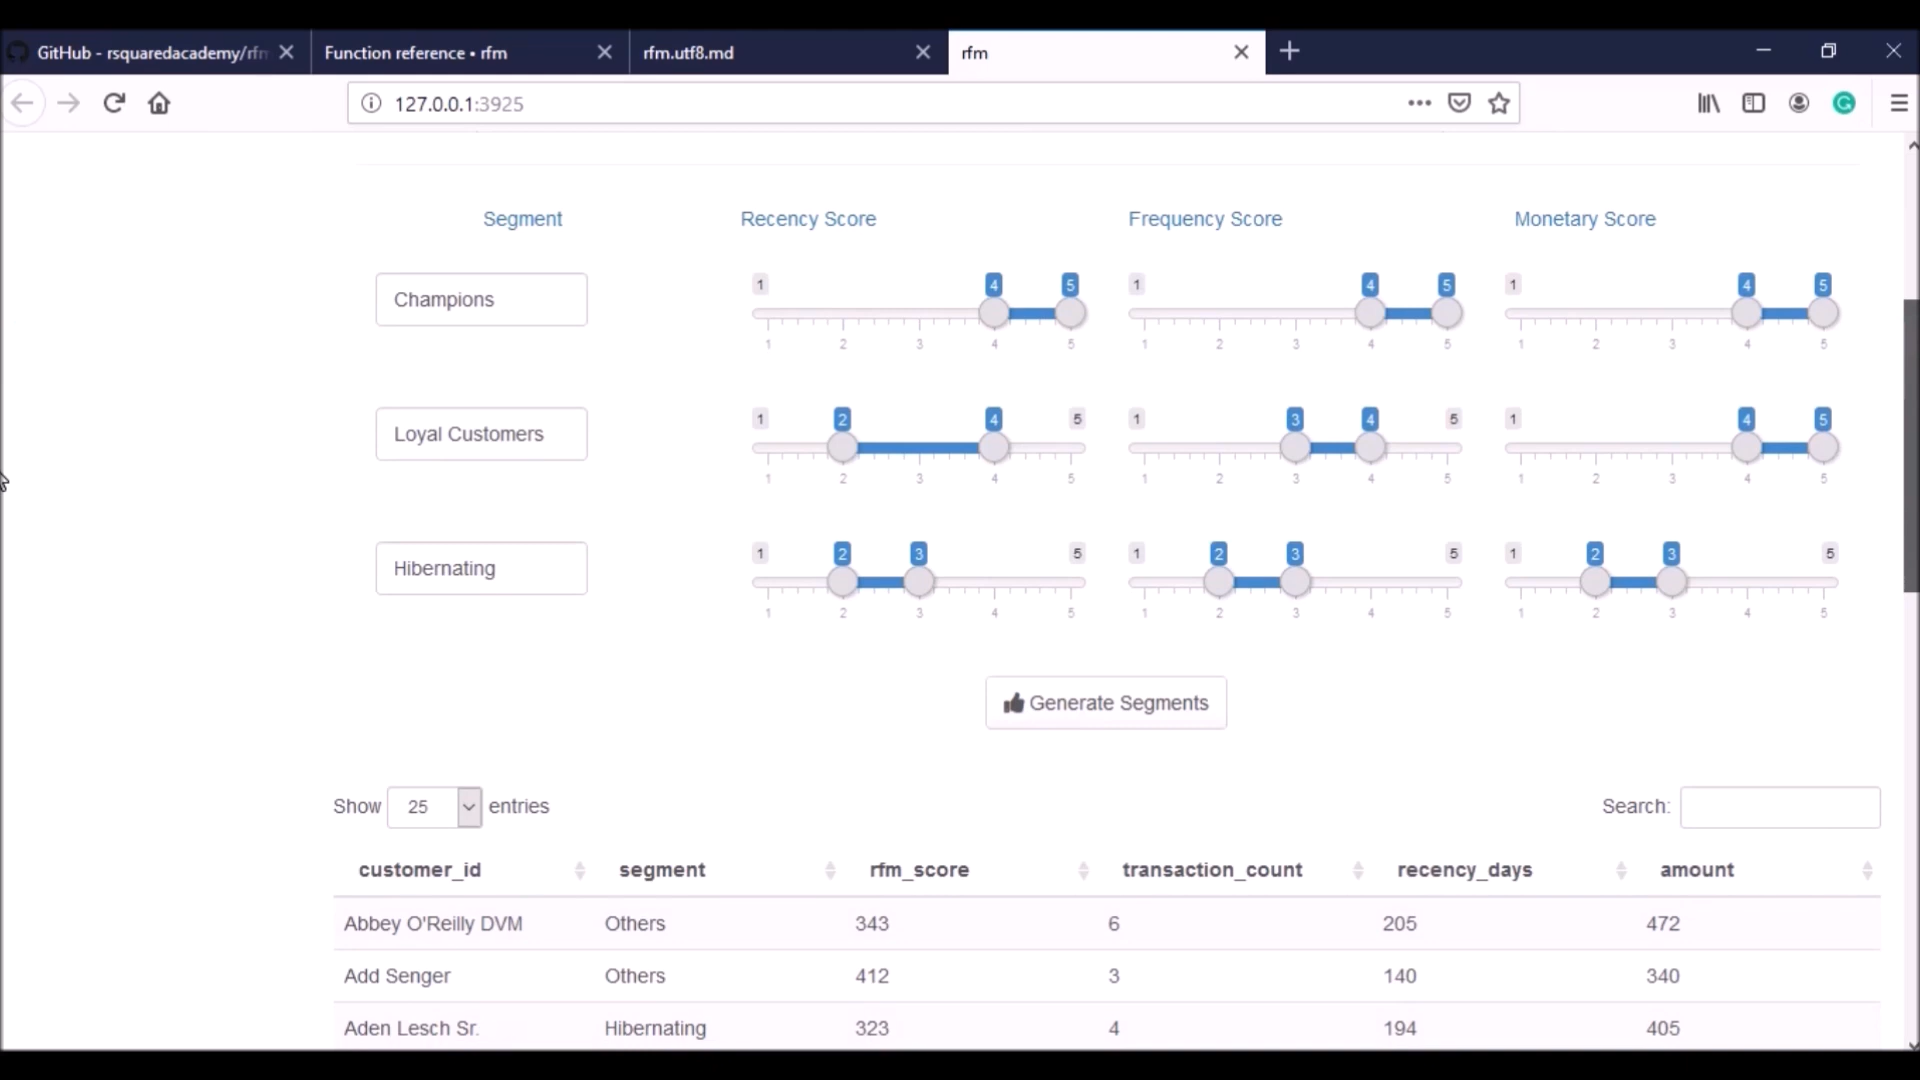 GitHub - rsquaredacademy/rfm
Function reference • rfm
rfm.utf8.md
rfm
127.0.0.1:3925
Segment Recency Score Frequency Score Monetary Score
Champions
1 4 5 1 4 5 1 4 5
1 2 3 4 5 1 2 3 4 5 1 2 3 4 5
Loyal Customers
1 2 4 5 1 3 4 5 1 4 5
1 2 3 4 5 1 2 3 4 5 1 2 3 4 5
Hibernating
1 2 3 5 1 2 3 5 1 2 3 5
1 2 3 4 5 1 2 3 4 5 1 2 3 4 5
Generate Segments
Show 25 entries Search:
customer_id segment rfm_score transaction_count recency_days amount
Abbey O'Reilly DVM Others 343 6 205 472
Add Senger Others 412 3 140 340
Aden Lesch Sr. Hibernating 323 4 194 405